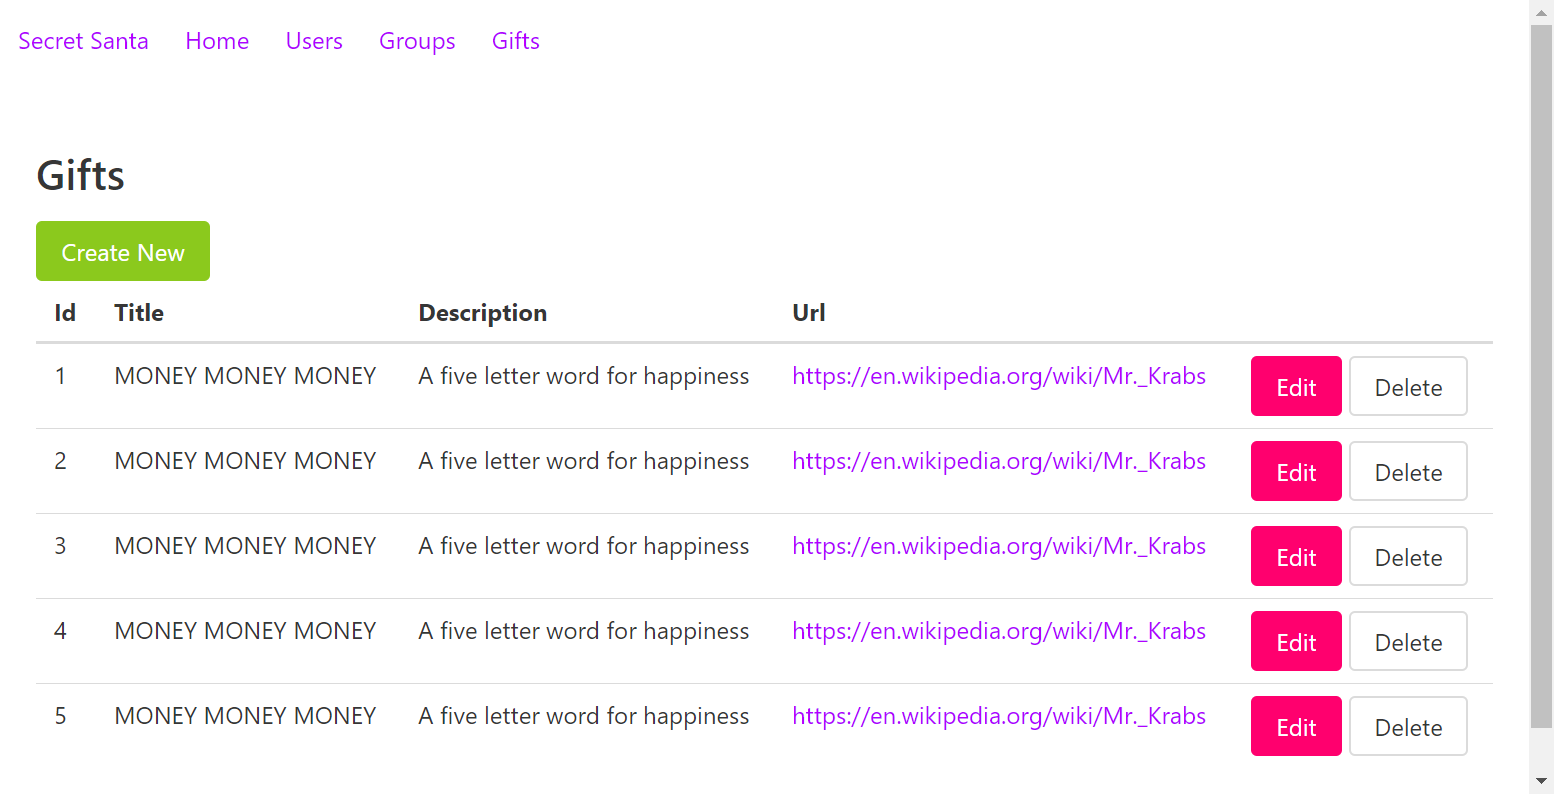 Secret Santa Home Users Groups Gifts
Gifts
Create New
Id Title Description Url
1 MONEY MONEY MONEY A five letter word for happiness https://en.wikipedia.org/wiki/Mr._Krabs Edit Delete
2 MONEY MONEY MONEY A five letter word for happiness https://en.wikipedia.org/wiki/Mr._Krabs Edit Delete
3 MONEY MONEY MONEY A five letter word for happiness https://en.wikipedia.org/wiki/Mr._Krabs Edit Delete
4 MONEY MONEY MONEY A five letter word for happiness https://en.wikipedia.org/wiki/Mr._Krabs Edit Delete
5 MONEY MONEY MONEY A five letter word for happiness https://en.wikipedia.org/wiki/Mr._Krabs Edit Delete